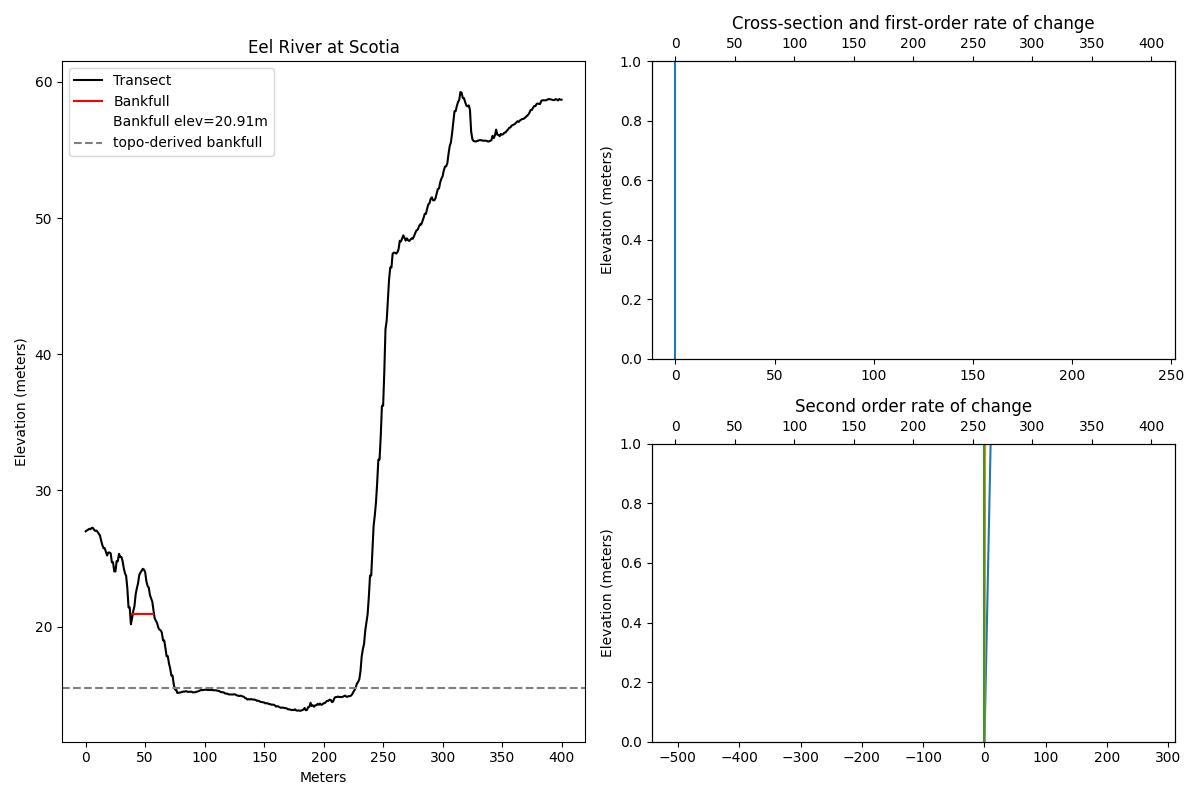 Eel River at Scotia
Transect
Bankfull
Bankfull elev=20.91m
topo-derived bankfull
Elevation (meters)
60
50
40
30
20
0 50 100 150 200 250 300 350 400
Meters
Cross-section and first-order rate of change
0 50 100 150 200 250 300 350 400
Elevation (meters)
1.0
0.8
0.6
0.4
0.2
0.0
0 50 100 150 200 250
Second order rate of change
0 50 100 150 200 250 300 350 400
Elevation (meters)
1.0
0.8
0.6
0.4
0.2
0.0
−500 −400 −300 −200 −100 0 100 200 300